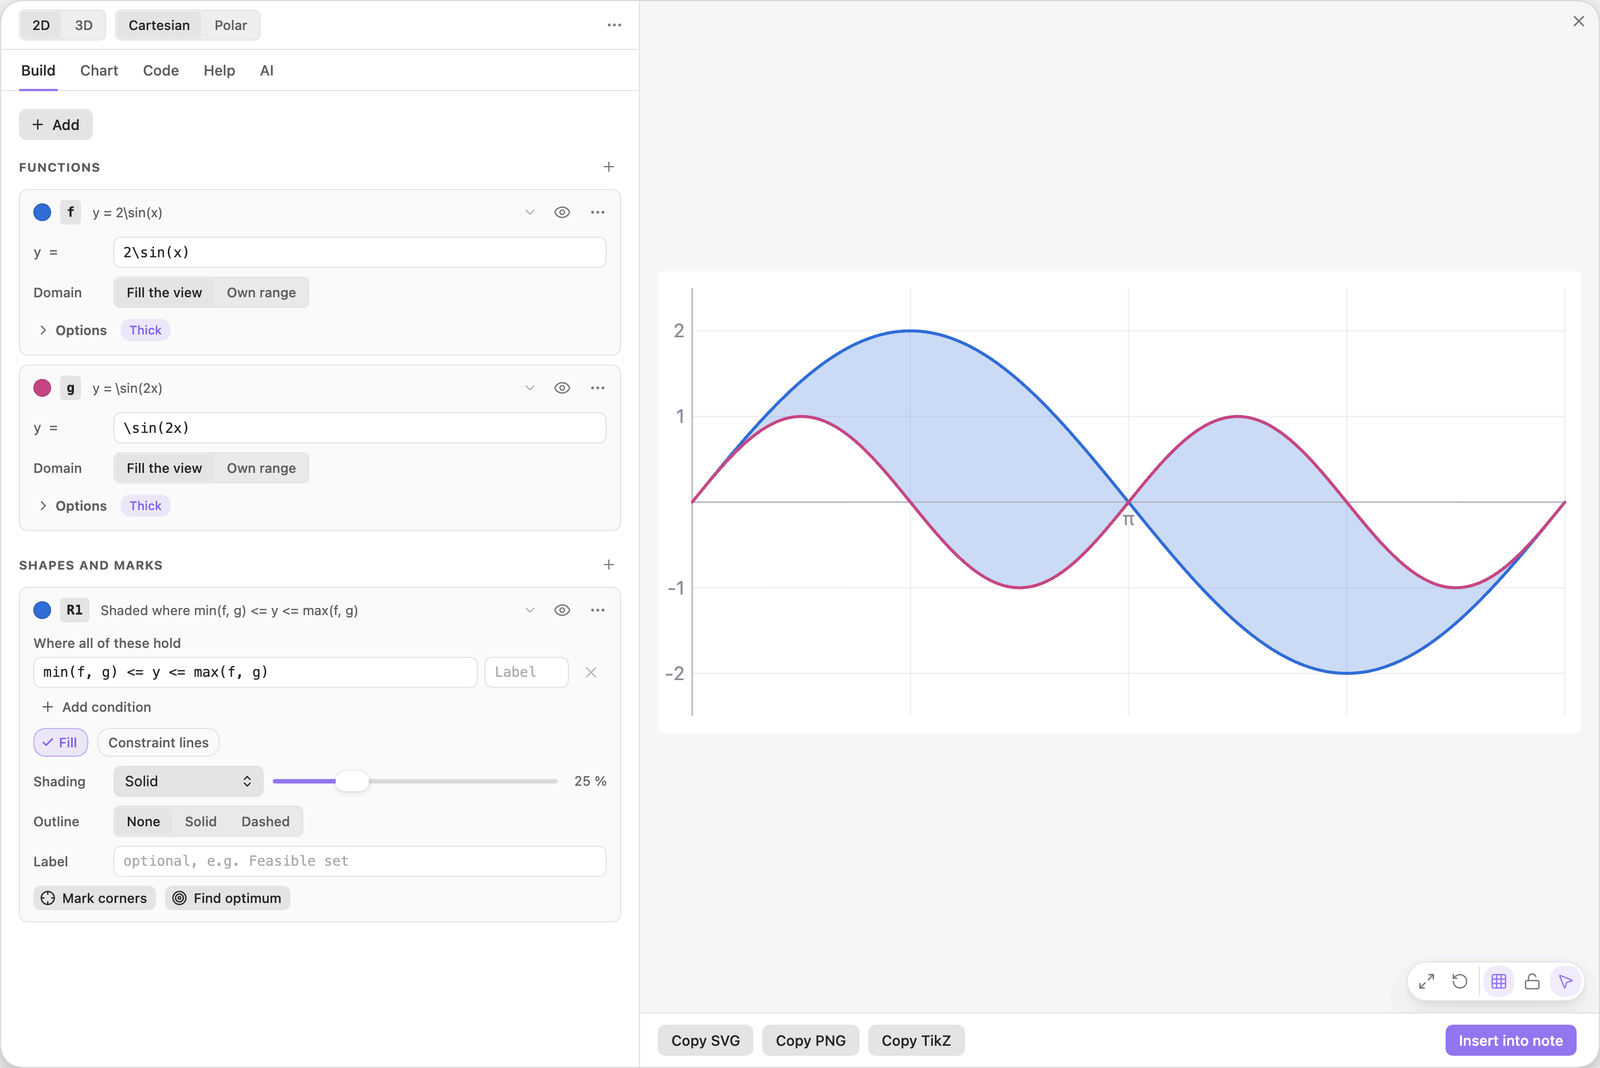 2D 3D Cartesian Polar
Build Chart Code Help AI
+ Add
FUNCTIONS
f y = 2\sin(x)
y = 2\sin(x)
Domain Fill the view Own range
Options Thick
g y = \sin(2x)
y = \sin(2x)
Domain Fill the view Own range
Options Thick
SHAPES AND MARKS
R1 Shaded where min(f, g) <= y <= max(f, g)
Where all of these hold
min(f, g) <= y <= max(f, g) Label
+ Add condition
Fill Constraint lines
Shading Solid 25 %
Outline None Solid Dashed
Label optional, e.g. Feasible set
Mark corners Find optimum
2
1
π
-1
-2
Copy SVG Copy PNG Copy TikZ Insert into note